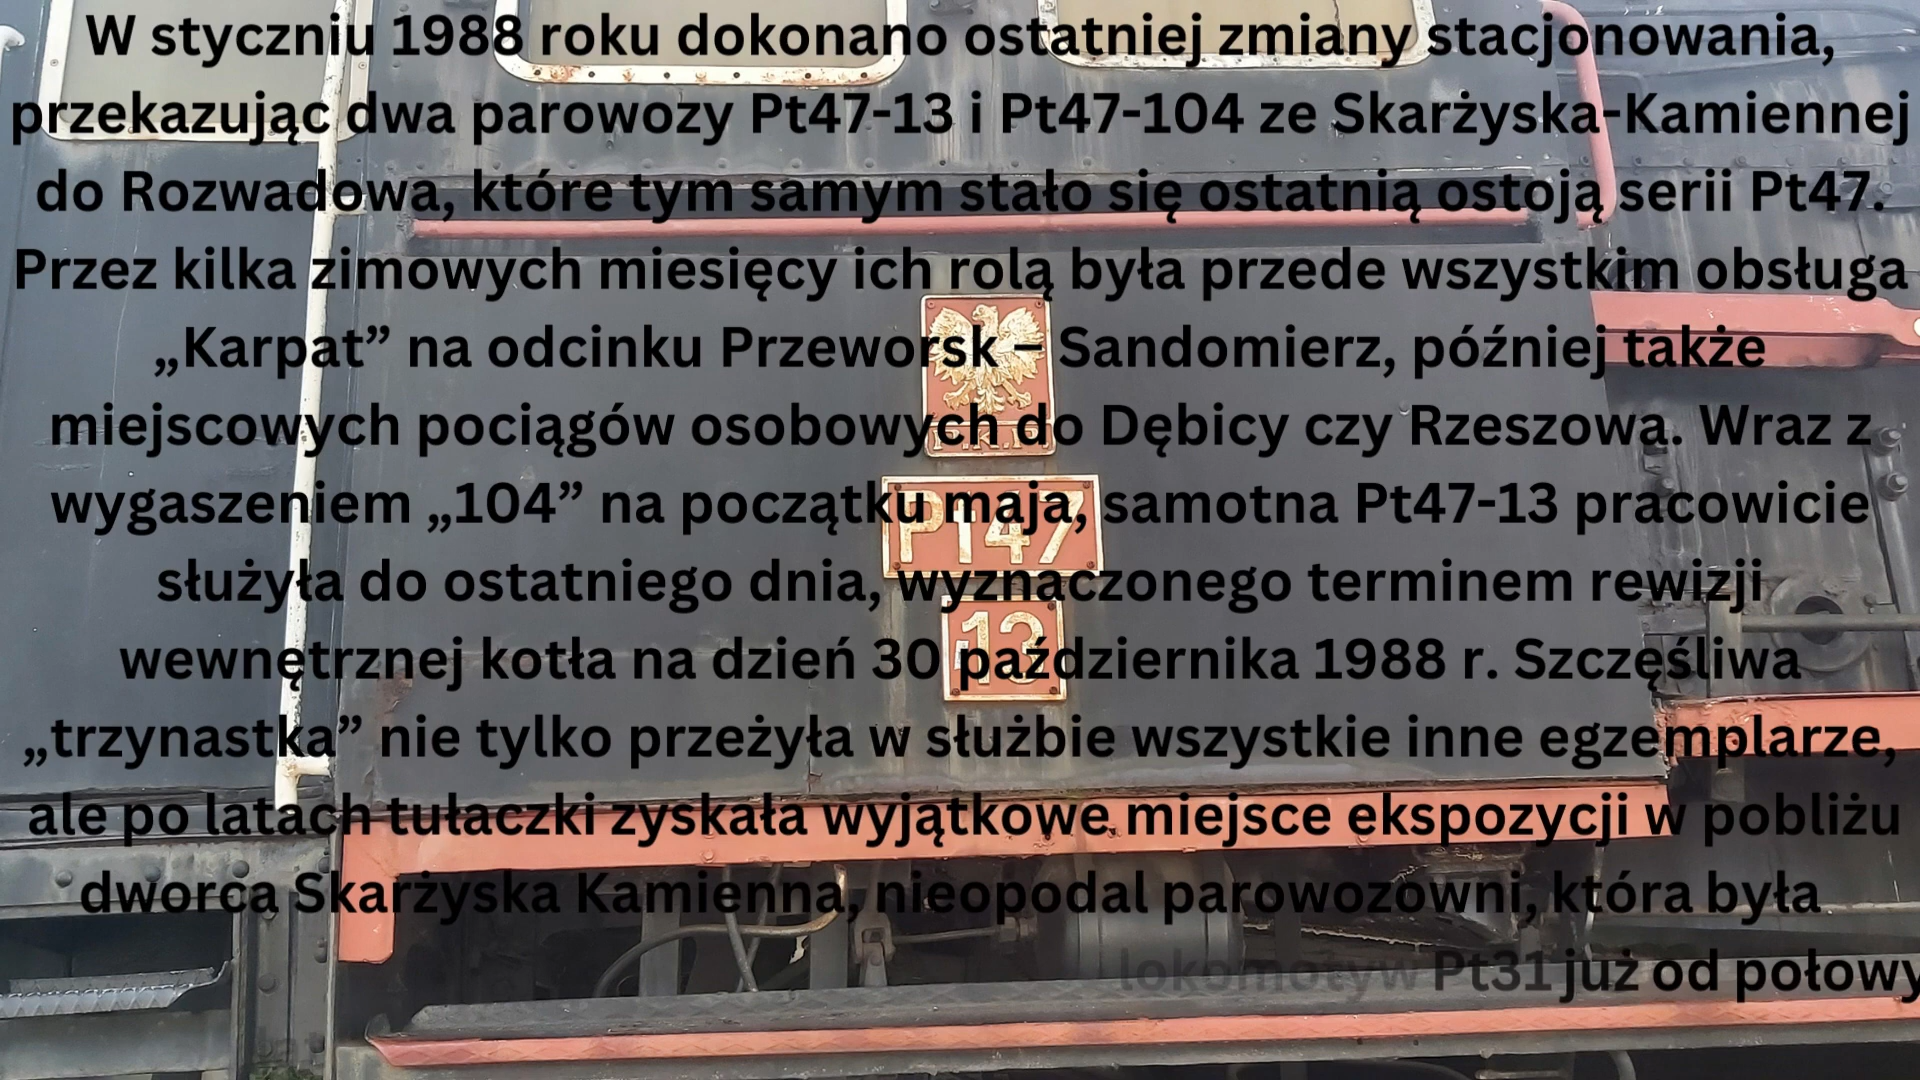 W styczniu 1988 roku dokonano ostatniej zmiany stacjonowania,
przekazując dwa parowozy Pt47-13 i Pt47-104 ze Skarżyska-Kamiennej
do Rozwadowa, które tym samym stało się ostatnią ostoją serii Pt47.
Przez kilka zimowych miesięcy ich rolą była przede wszystkim obsługa
„Karpat” na odcinku Przeworsk – Sandomierz, później także
miejscowych pociągów osobowych do Dębicy czy Rzeszowa. Wraz z
wygaszeniem „104” na początku maja, samotna Pt47-13 pracowicie
służyła do ostatniego dnia, wyznaczonego terminem rewizji
wewnętrznej kotła na dzień 30 października 1988 r. Szczęśliwa
„trzynastka” nie tylko przeżyła w służbie wszystkie inne egzemplarze,
ale po latach tułaczki zyskała wyjątkowe miejsce ekspozycji w pobliżu
dworca Skarżyska Kamienna, nieopodal parowozowni, która była
lokomotyw Pt31 już od połowy
P.K.P.
Pt47
13